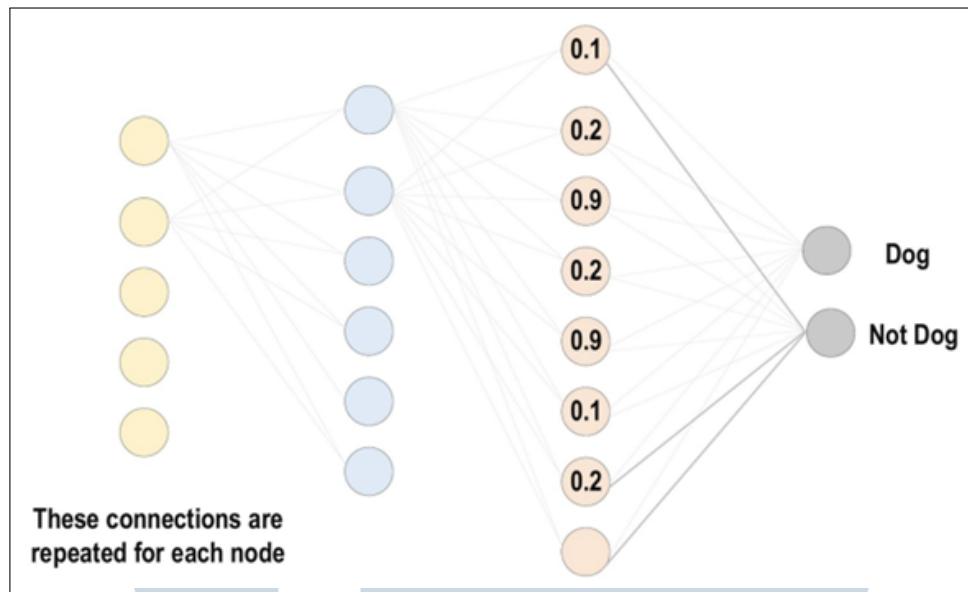 0.1
0.2
0.9
0.2
0.9
0.1
0.2
Dog
Not Dog
These connections are
repeated for each node